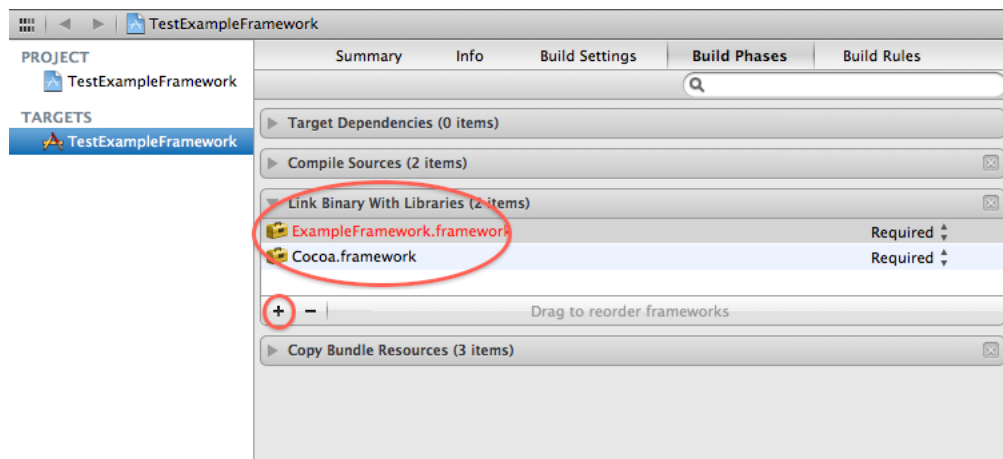 TestExampleFramework
PROJECT
TestExampleFramework
TARGETS
TestExampleFramework
Summary Info Build Settings Build Phases Build Rules
Target Dependencies (0 items)
Compile Sources (2 items)
Link Binary With Libraries (2 items)
ExampleFramework.framework Required
Cocoa.framework Required
+ − Drag to reorder frameworks
Copy Bundle Resources (3 items)